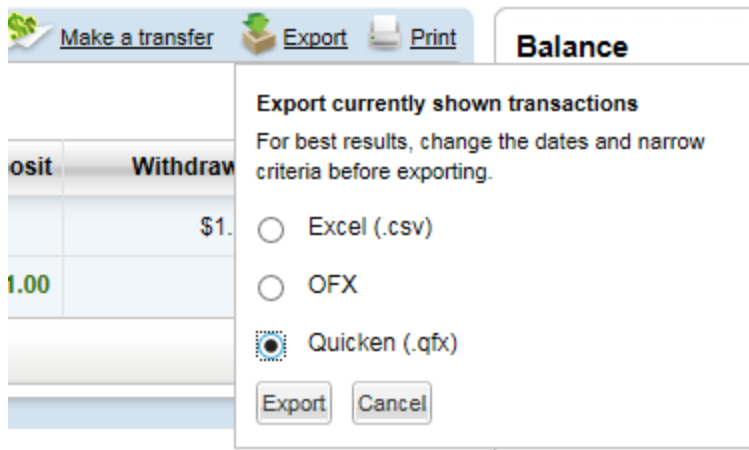 Make a transfer Export Print
Balance
Export currently shown transactions
For best results, change the dates and narrow
criteria before exporting.
osit Withdraw
$1.
1.00
Excel (.csv)
OFX
Quicken (.qfx)
Export Cancel